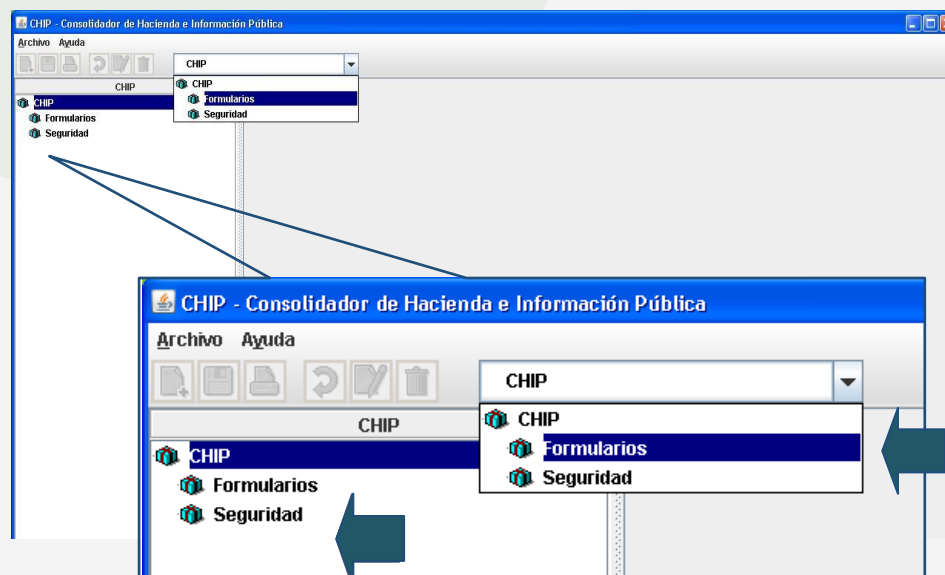 CHIP - Consolidador de Hacienda e Información Pública
Archivo Ayuda
CHIP
CHIP
CHIP
Formularios
Seguridad
CHIP
Formularios
Seguridad
CHIP - Consolidador de Hacienda e Información Pública
Archivo Ayuda
CHIP
CHIP
CHIP
Formularios
Seguridad
CHIP
Formularios
Seguridad